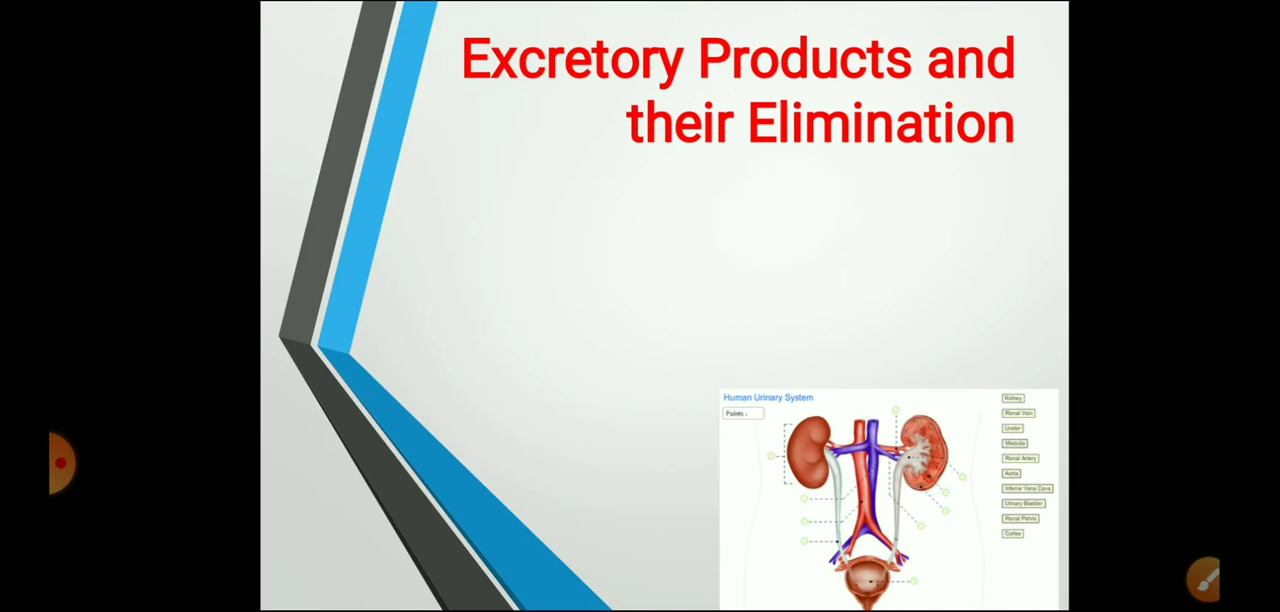 Excretory Products and
their Elimination
Human Urinary System
Points :
Kidney
Renal Vein
Ureter
Medulla
Renal Artery
Aorta
Inferior Vena Cava
Urinary Bladder
Renal Pelvis
Cortex